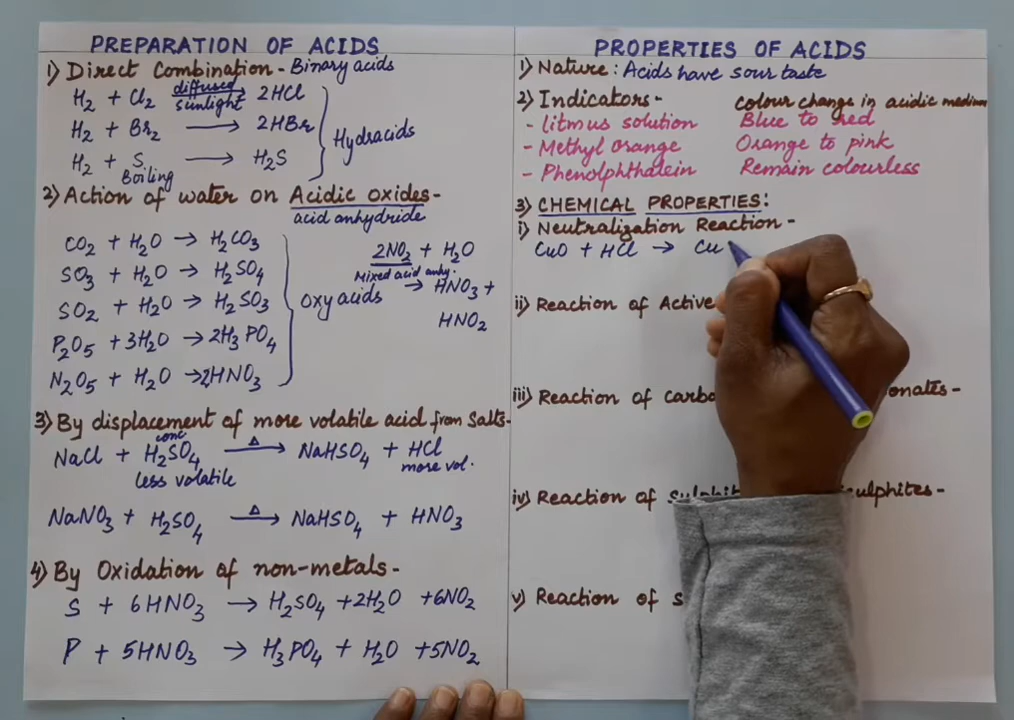 PREPARATION OF ACIDS
1) Direct Combination - Binary acids
H2 + Cl2 diffused sunlight → 2HCl
H2 + Br2 → 2HBr
H2 + S Boiling → H2S
Hydracids
2) Action of water on Acidic oxides-
acid anhydride
CO2 + H2O → H2CO3
SO3 + H2O → H2SO4
SO2 + H2O → H2SO3
P2O5 + 3H2O → 2H3PO4
N2O5 + H2O → 2HNO3
Oxyacids
2NO2 + H2O
Mixed acid anhy.
→ HNO3 +
HNO2
3) By displacement of more volatile acid from salts-
conc
NaCl + H2SO4 Δ→ NaHSO4 + HCl
less volatile more vol.
NaNO3 + H2SO4 Δ→ NaHSO4 + HNO3
4) By Oxidation of non-metals-
S + 6HNO3 → H2SO4 + 2H2O + 6NO2
P + 5HNO3 → H3PO4 + H2O + 5NO2
PROPERTIES OF ACIDS
1) Nature: Acids have sour taste
2) Indicators- colour change in acidic medium
- litmus solution Blue to red
- Methyl orange Orange to pink
- Phenolphthalein Remain colourless
3) CHEMICAL PROPERTIES:
i) Neutralization Reaction-
CuO + HCl → Cu
ii) Reaction of Active
iii) Reaction of
iv) Reaction of
v) Reaction of